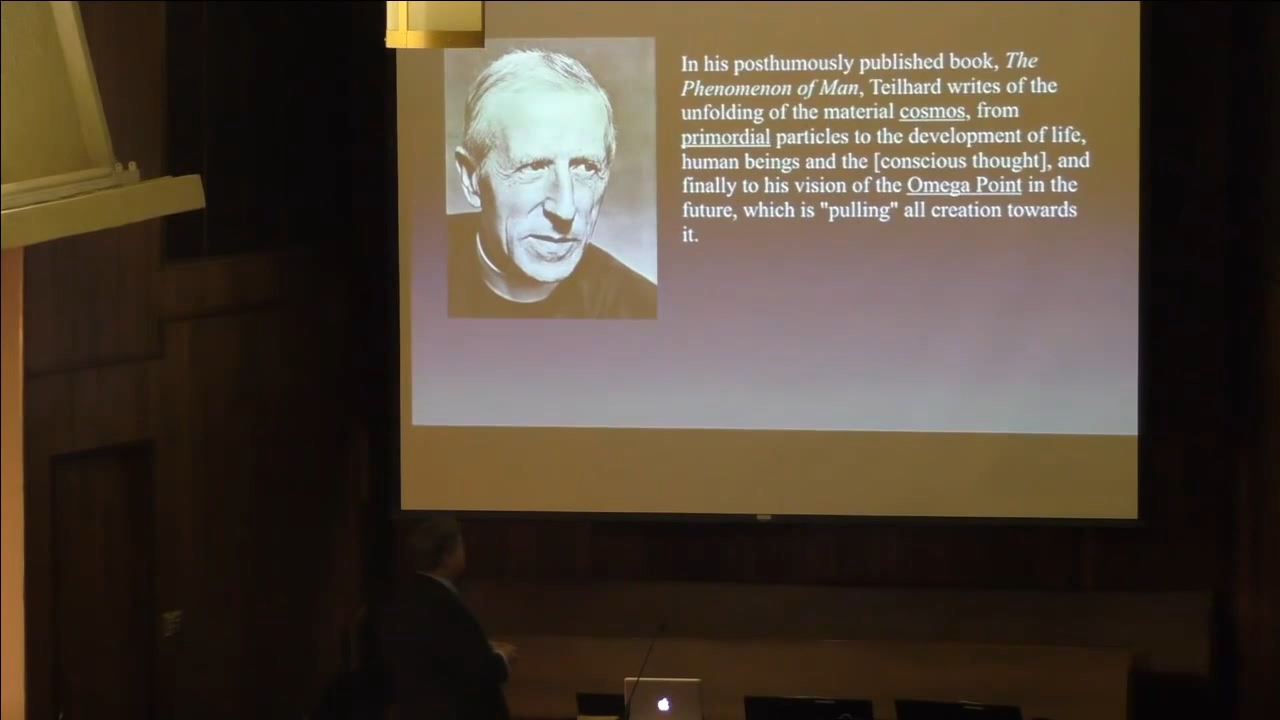 In his posthumously published book, The
Phenomenon of Man, Teilhard writes of the
unfolding of the material cosmos, from
primordial particles to the development of life,
human beings and the [conscious thought], and
finally to his vision of the Omega Point in the
future, which is "pulling" all creation towards
it.